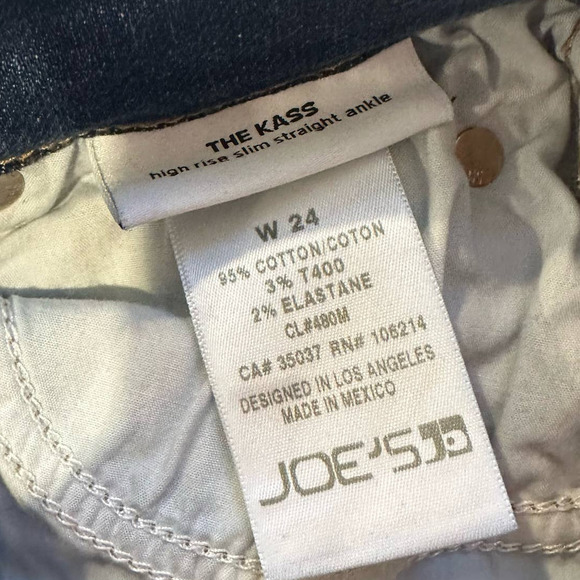 THE KASS
high rise slim straight ankle
W 24
95% COTTON/COTON
3% T400
2% ELASTANE
CL#480M
CA# 35037 RN# 106214
DESIGNED IN LOS ANGELES
MADE IN MEXICO
JOE'S